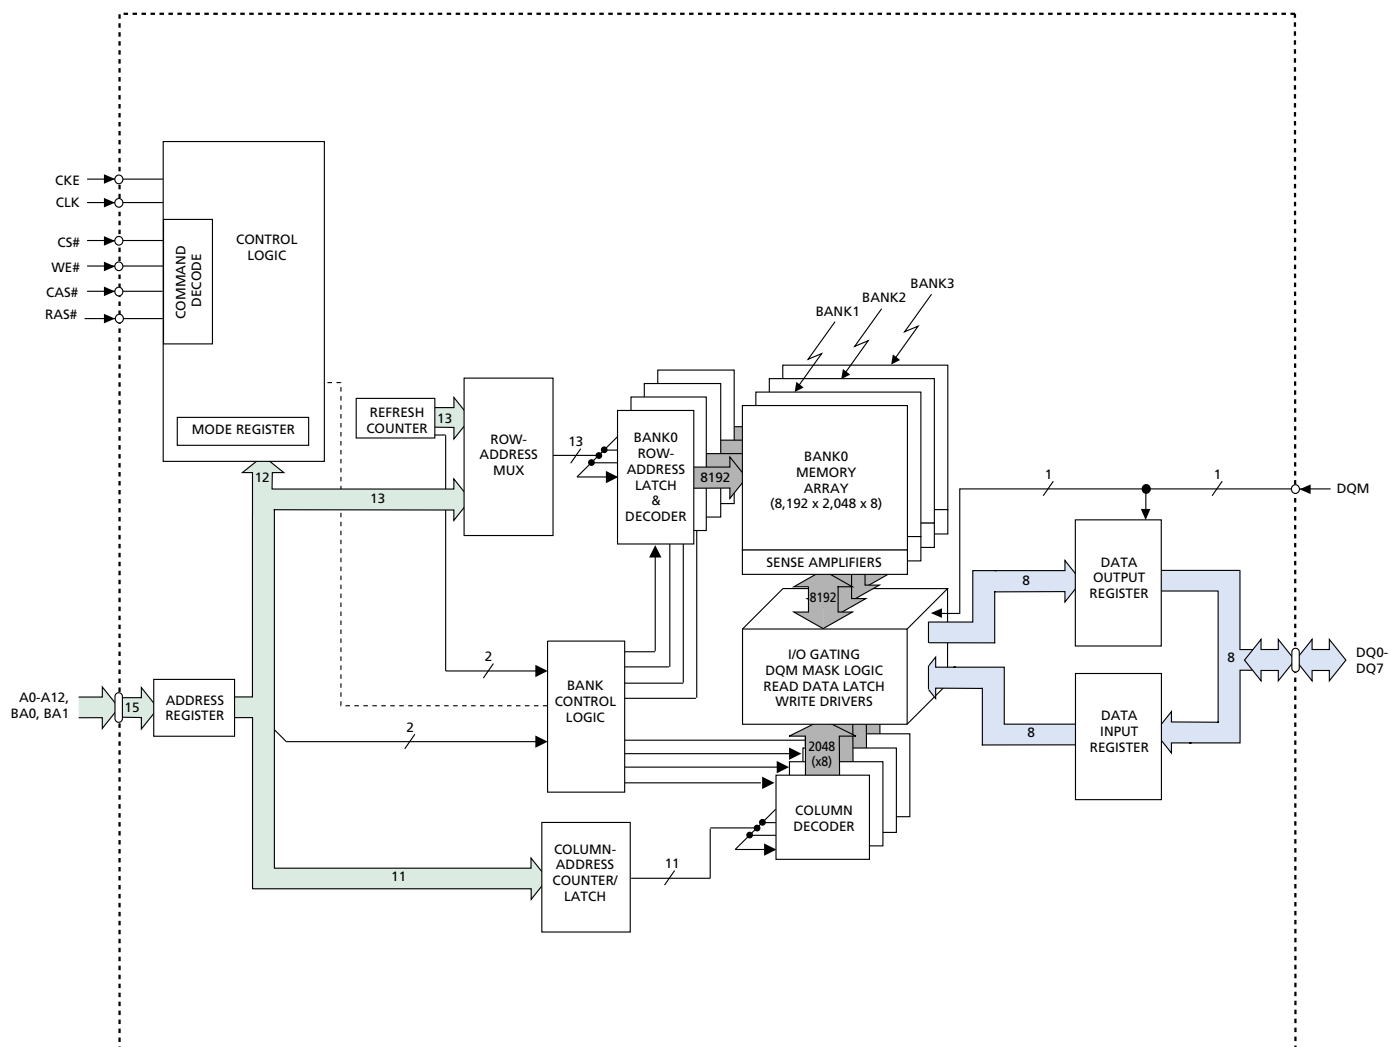 CKE
CLK
CS#
WE#
CAS#
RAS#
COMMAND
DECODE
CONTROL
LOGIC
MODE REGISTER
12
REFRESH
COUNTER
13
13
ROW-
ADDRESS
MUX
13
BANK0
ROW-
ADDRESS
LATCH
&
DECODER
8192
BANK1
BANK2
BANK3
BANK0
MEMORY
ARRAY
(8,192 x 2,048 x 8)
SENSE AMPLIFIERS
8192
I/O GATING
DQM MASK LOGIC
READ DATA LATCH
WRITE DRIVERS
1
1
DQM
8
DATA
OUTPUT
REGISTER
8
DQ0-
DQ7
8
DATA
INPUT
REGISTER
A0-A12,
BA0, BA1
15
ADDRESS
REGISTER
2
2
BANK
CONTROL
LOGIC
2048
(x8)
COLUMN
DECODER
11
COLUMN-
ADDRESS
COUNTER/
LATCH
11